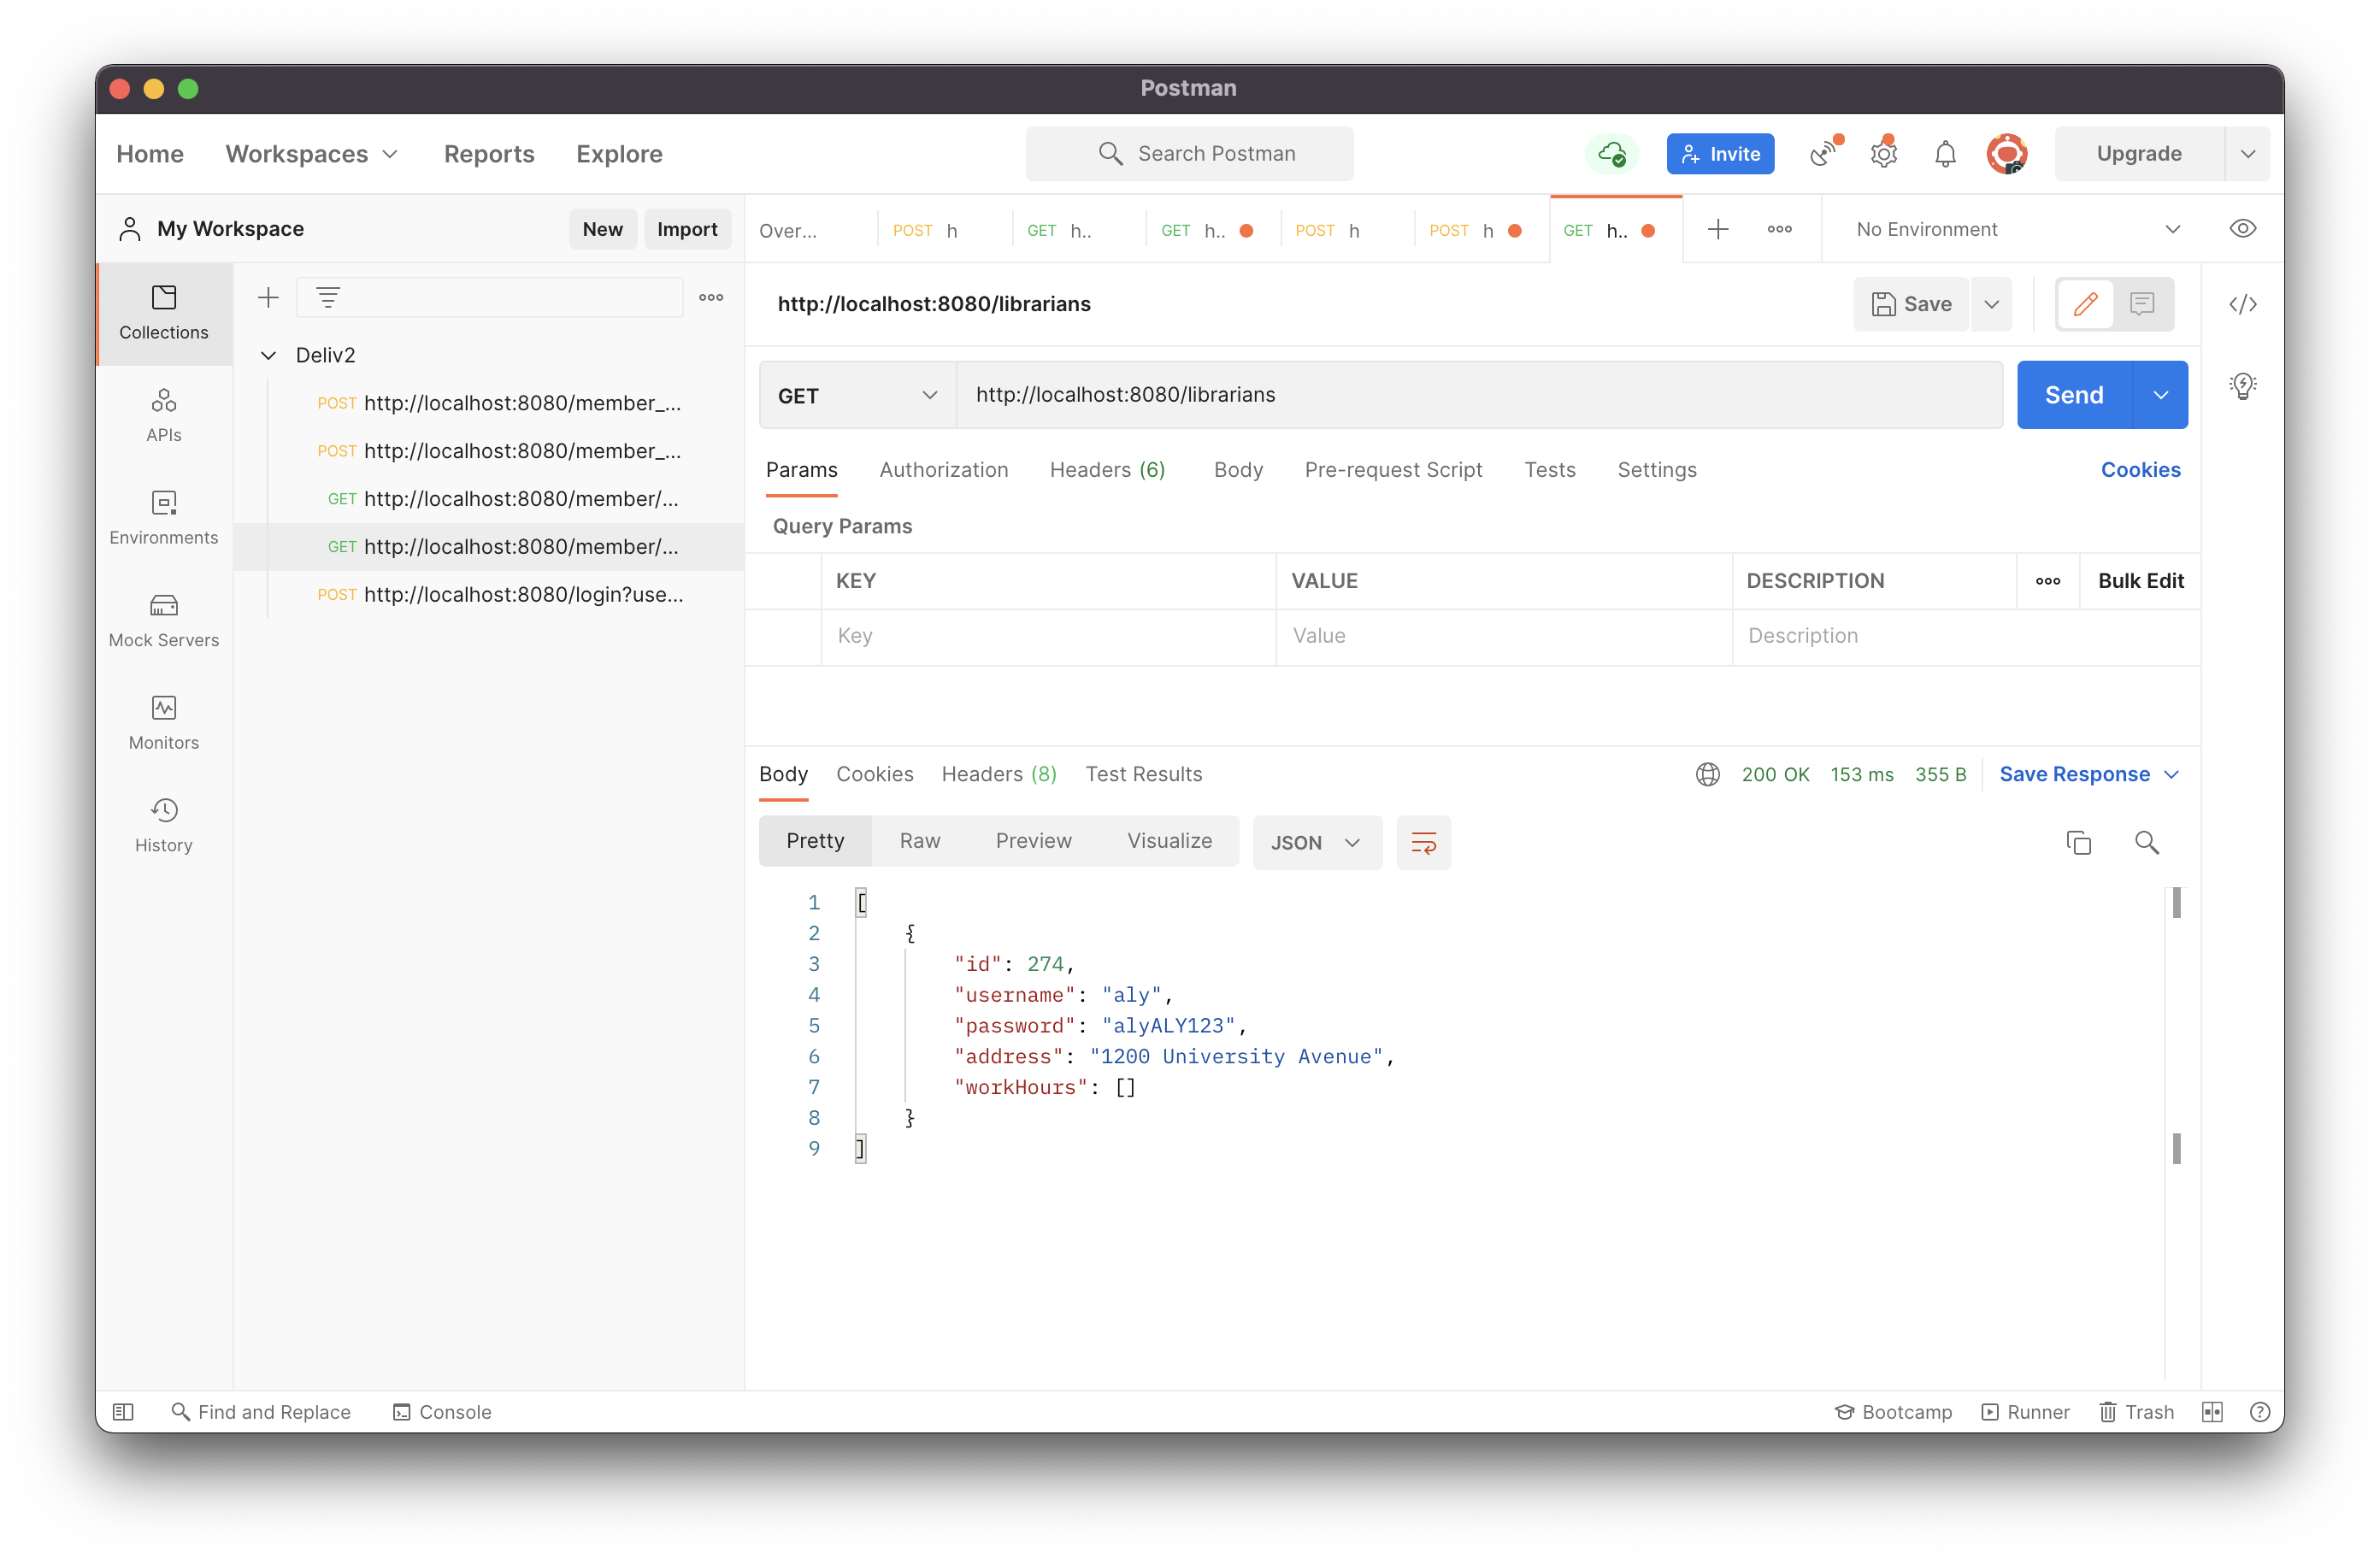 Postman
Home Workspaces Reports Explore Search Postman Invite Upgrade
My Workspace New Import Over... POST h GET h.. GET h.. POST h POST h GET h.. No Environment
Collections
APIs
Environments
Mock Servers
Monitors
History
Deliv2
POST http://localhost:8080/member_...
POST http://localhost:8080/member_...
GET http://localhost:8080/member/...
GET http://localhost:8080/member/...
POST http://localhost:8080/login?use...
http://localhost:8080/librarians Save
GET http://localhost:8080/librarians Send
Params Authorization Headers (6) Body Pre-request Script Tests Settings Cookies
Query Params
KEY VALUE DESCRIPTION Bulk Edit
Key Value Description
Body Cookies Headers (8) Test Results 200 OK 153 ms 355 B Save Response
Pretty Raw Preview Visualize JSON
1 [
2 {
3 "id": 274,
4 "username": "aly",
5 "password": "alyALY123",
6 "address": "1200 University Avenue",
7 "workHours": []
8 }
9 ]
Find and Replace Console Bootcamp Runner Trash